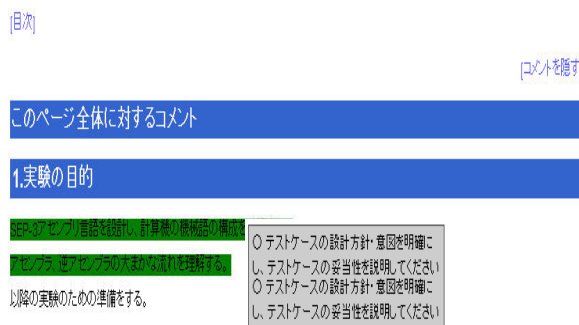 [目次]
[コメントを隠す
このページ全体に対するコメント
1.実験の目的
SEP-3アセンブリ言語を設計し、計算機の機械語の構成を
アセンブラ、逆アセンブラの大まかな流れを理解する。
以降の実験のための準備をする。
○ テストケースの設計方針・意図を明確に
し、テストケースの妥当性を説明してください
○ テストケースの設計方針・意図を明確に
し、テストケースの妥当性を説明してください